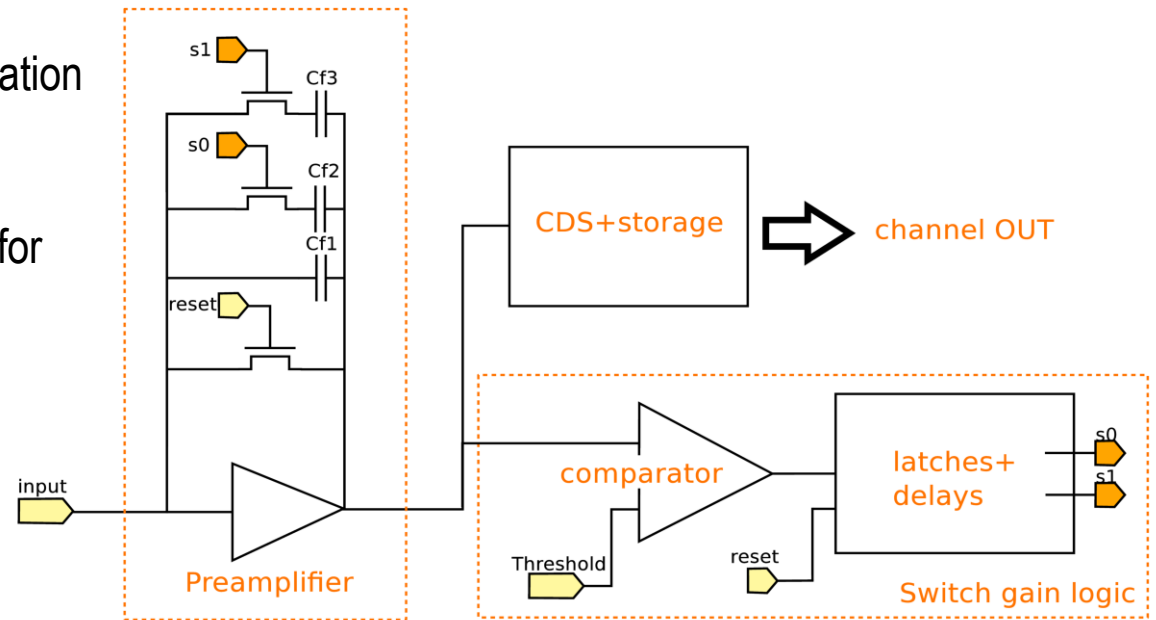 ation
for
s1
Cf3
s0
Cf2
Cf1
reset
input
Preamplifier
CDS+storage
channel OUT
comparator
Threshold
reset
latches+
delays
s0
s1
Switch gain logic